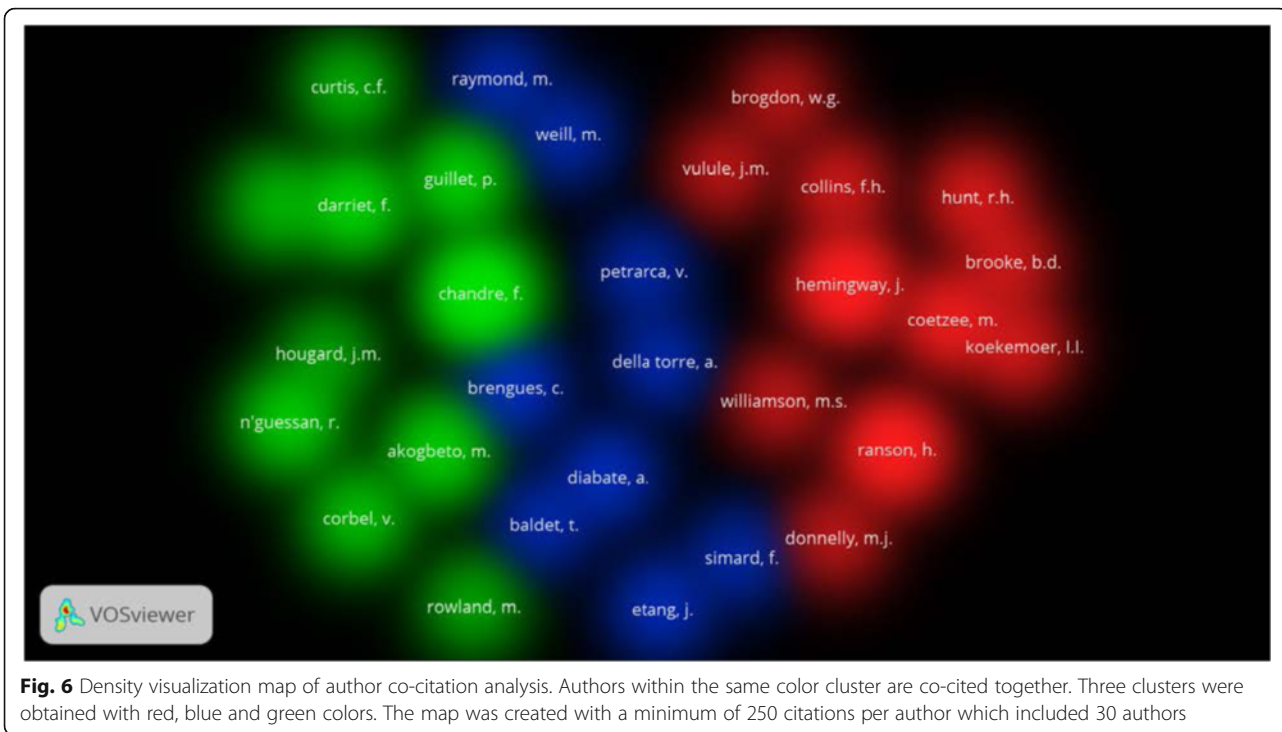 curtis, c.f.
raymond, m.
brogdon, w.g.
weill, m.
vulule, j.m.
guillet, p.
collins, f.h.
hunt, r.h.
darriet, f.
brooke, b.d.
petrarca, v.
hemingway, j.
chandre, f.
coetzee, m.
koekemoer, l.l.
hougard, j.m.
della torre, a.
brengues, c.
williamson, m.s.
n'guessan, r.
akogbeto, m.
ranson, h.
diabate, a.
corbel, v.
baldet, t.
donnelly, m.j.
simard, f.
rowland, m.
etang, j.
VOSviewer
Fig. 6 Density visualization map of author co-citation analysis. Authors within the same color cluster are co-cited together. Three clusters were
obtained with red, blue and green colors. The map was created with a minimum of 250 citations per author which included 30 authors